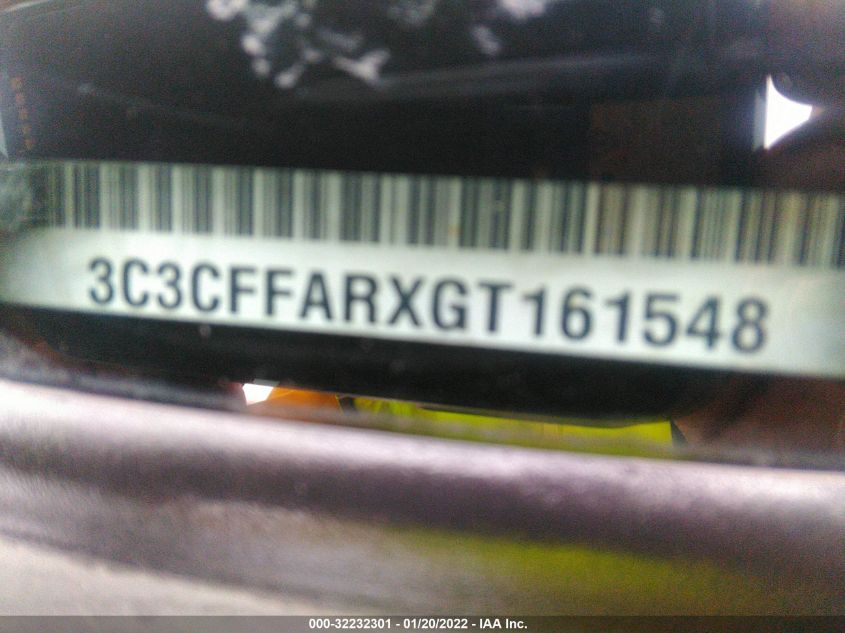 3C3CFFARXGT161548
000-32232301 - 01/20/2022 - IAA Inc.